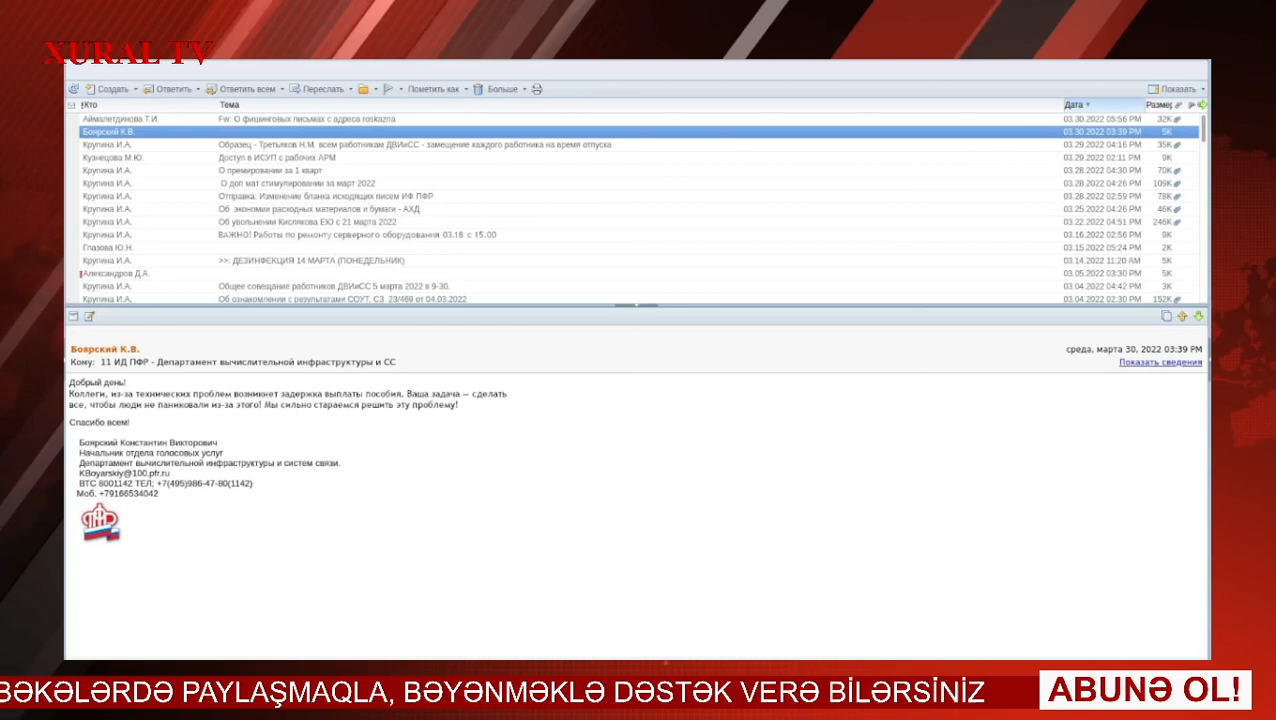 XURAL TV
Создать Ответить Ответить всем Переслать Пометить как Больше Показать
!Кто Тема Дата Размер
Аймалетдинова Т.И. Fw: О фишинговых письмах с адреса roskazna 03.30.2022 05:56 PM 32K
Боярский К.В. 03.30.2022 03:39 PM 5K
Крупина И.А. Образец - Третьяков Н.М. всем работникам ДВИиСС - замещение каждого работника на время отпуска 03.29.2022 04:16 PM 35K
Кузнецова М.Ю. Доступ в ИСУП с рабочих АРМ 03.29.2022 02:11 PM 9K
Крупина И.А. О премировании за 1 кварт 03.28.2022 04:30 PM 70K
Крупина И.А. О доп мат стимулировании за март 2022 03.28.2022 04:26 PM 109K
Крупина И.А. Отправка: Изменение бланка исходящих писем ИФ ПФР 03.28.2022 02:59 PM 78K
Крупина И.А. Об экономии расходных материалов и бумаги - АХД 03.25.2022 04:26 PM 46K
Крупина И.А. Об увольнении Кислякова ЕЮ с 21 марта 2022 03.22.2022 04:51 PM 246K
Крупина И.А. ВАЖНО! Работы по ремонту серверного оборудования 03.18 с 15.00 03.16.2022 02:56 PM 9K
Глазова Ю.Н. 03.15.2022 05:24 PM 2K
Крупина И.А. >>: ДЕЗИНФЕКЦИЯ 14 МАРТА (ПОНЕДЕЛЬНИК) 03.14.2022 11:20 AM 5K
Александров Д.А. 03.05.2022 03:30 PM 5K
Крупина И.А. Общее совещание работников ДВИиСС 5 марта 2022 в 9-30. 03.04.2022 04:42 PM 3K
Крупина И.А. Об ознакомлении с результатами СОУТ, СЗ 23/469 от 04.03.2022 03.04.2022 02:30 PM 152K
Боярский К.В. среда, марта 30, 2022 03:39 PM
Кому: 11 ИД ПФР - Департамент вычислительной инфраструктуры и СС Показать сведения
Добрый день!
Коллеги, из-за технических проблем возникнет задержка выплаты пособия. Ваша задача – сделать
все, чтобы люди не паниковали из-за этого! Мы сильно стараемся решить эту проблему!
Спасибо всем!
Боярский Константин Викторович
Начальник отдела голосовых услуг
Департамент вычислительной инфраструктуры и систем связи.
KBoyarskiy@100.pfr.ru
ВТС 8001142 ТЕЛ; +7(495)986-47-80(1142)
Моб. +79166534042
BƏKƏLƏRDƏ PAYLAŞMAQLA, BƏYƏNMƏKLƏ DƏSTƏK VERƏ BİLƏRSİNİZ
ABUNƏ OL!